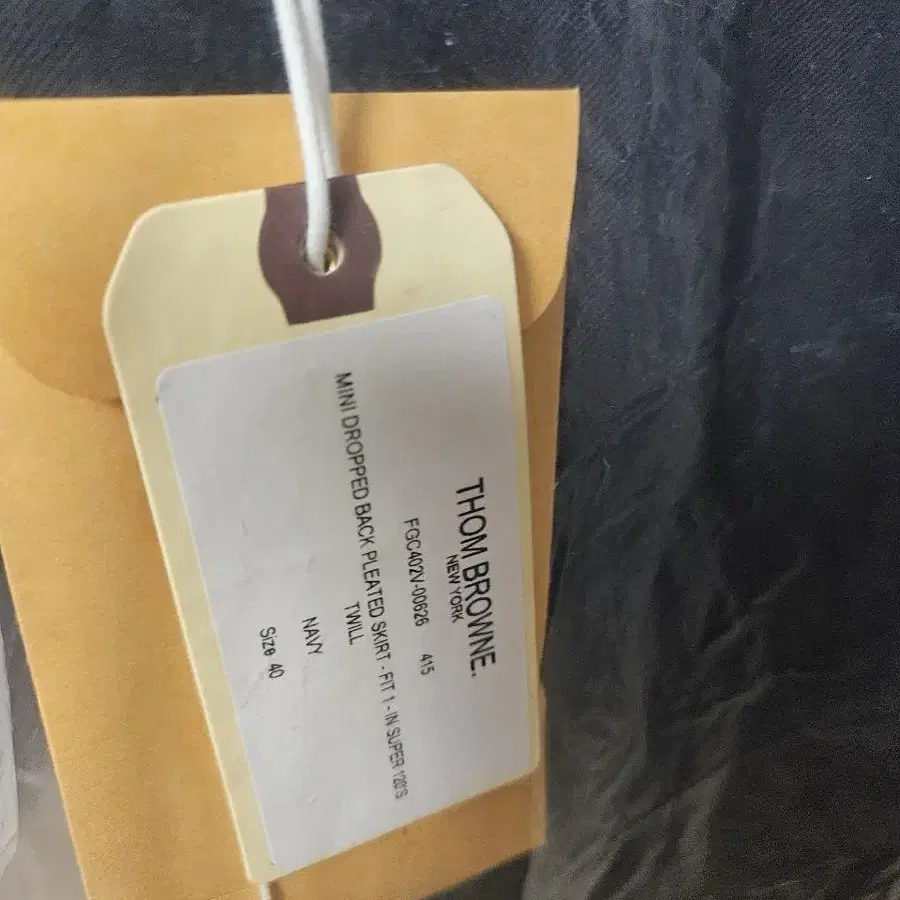 THOM BROWNE.
NEW YORK
FGC402V-00626 415
MINI DROPPED BACK PLEATED SKIRT - FIT 1 - IN SUPER 120'S
TWILL
NAVY
Size 40